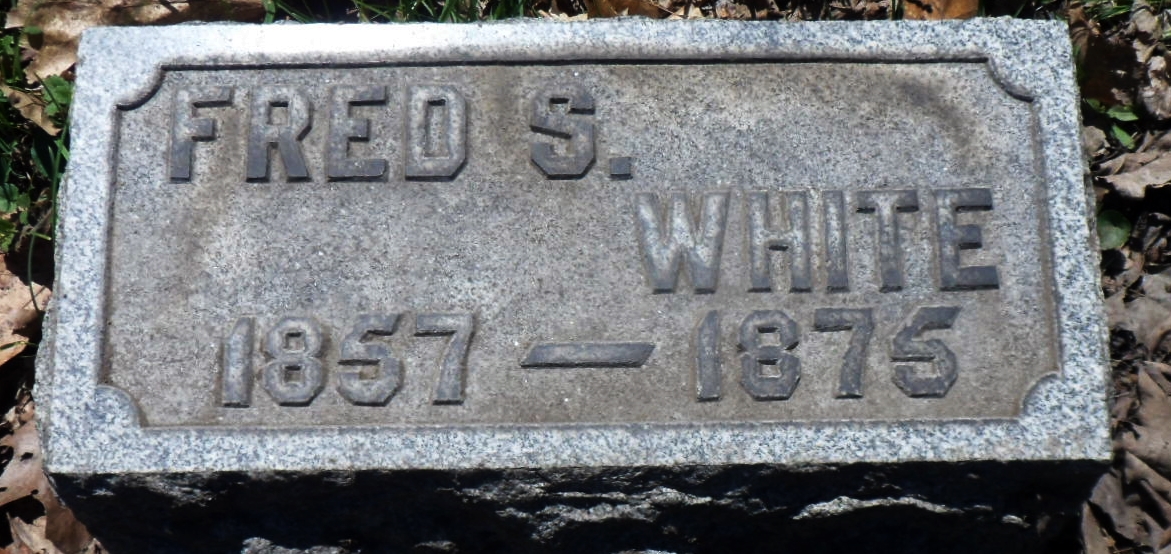 FRED S.
WHITE
1857 — 1875